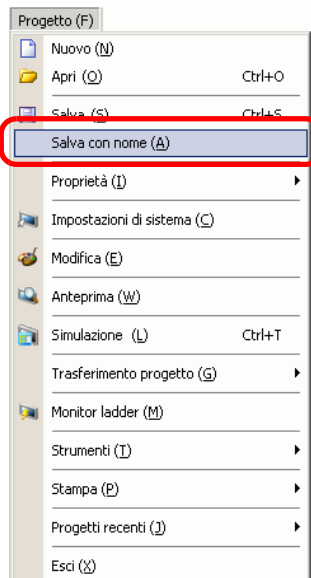 Progetto (F)
Nuovo (N)
Apri (O) Ctrl+O
Salva (S) Ctrl+S
Salva con nome (A)
Proprietà (I)
Impostazioni di sistema (C)
Modifica (E)
Anteprima (W)
Simulazione (L) Ctrl+T
Trasferimento progetto (G)
Monitor ladder (M)
Strumenti (T)
Stampa (P)
Progetti recenti (J)
Esci (X)